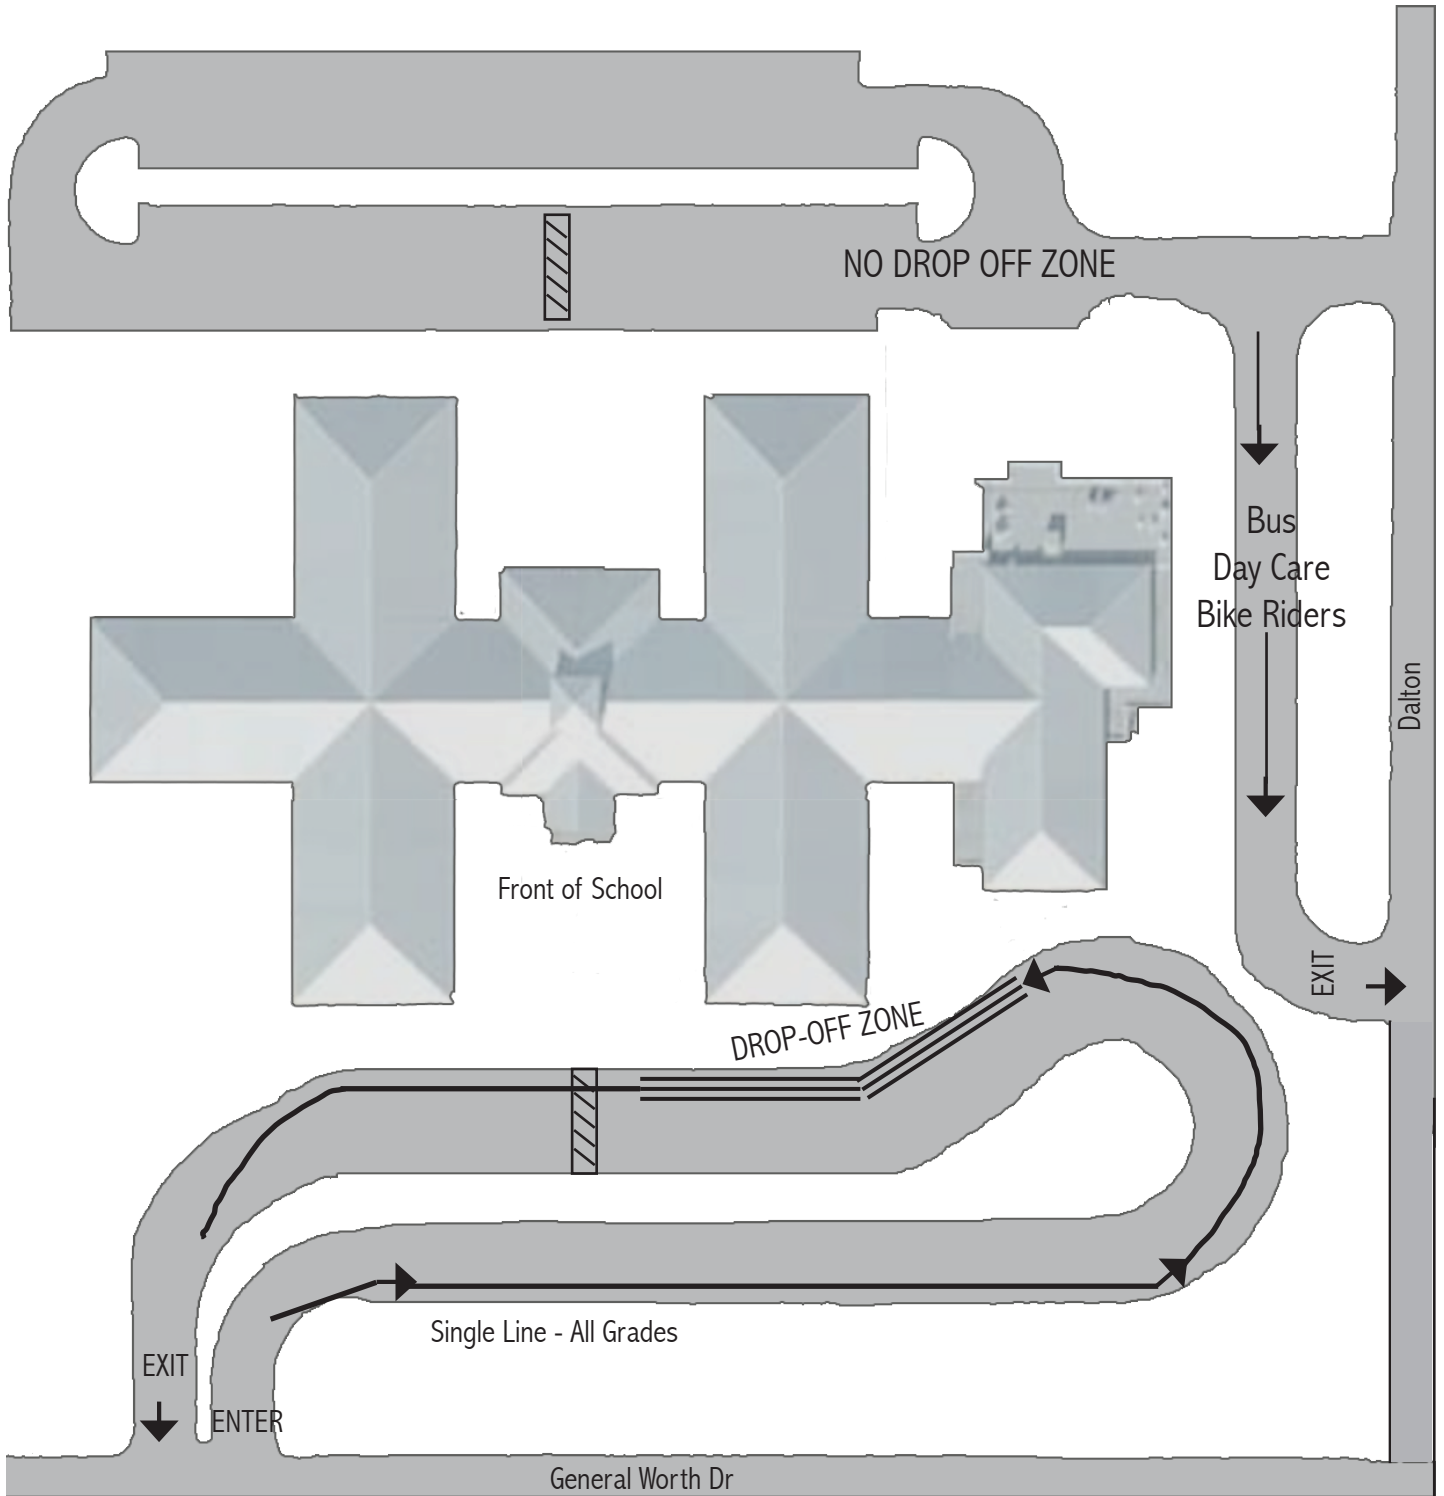 NO DROP OFF ZONE
Bus
Day Care
Bike Riders
Dalton
Front of School
EXIT
DROP-OFF ZONE
Single Line - All Grades
EXIT
ENTER
General Worth Dr